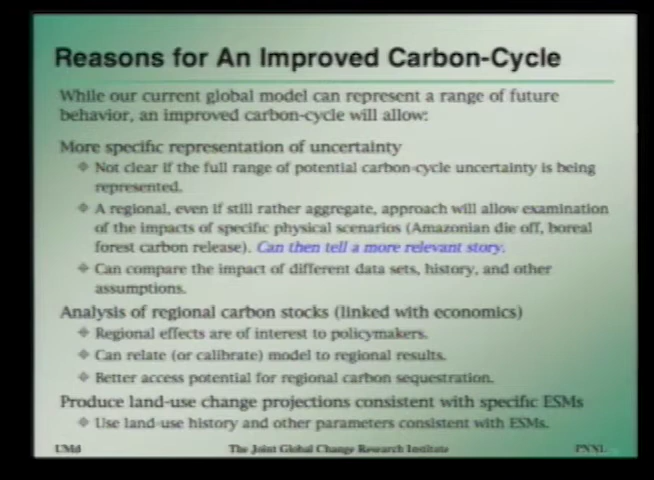 Reasons for An Improved Carbon-Cycle
While our current global model can represent a range of future
behavior, an improved carbon-cycle will allow:
More specific representation of uncertainty
❖ Not clear if the full range of potential carbon-cycle uncertainty is being
represented.
❖ A regional, even if still rather aggregate, approach will allow examination
of the impacts of specific physical scenarios (Amazonian die off, boreal
forest carbon release). Can then tell a more relevant story.
❖ Can compare the impact of different data sets, history, and other
assumptions.
Analysis of regional carbon stocks (linked with economics)
❖ Regional effects are of interest to policymakers.
❖ Can relate (or calibrate) model to regional results.
❖ Better access potential for regional carbon sequestration.
Produce land-use change projections consistent with specific ESMs
❖ Use land-use history and other parameters consistent with ESMs.
UMd The Joint Global Change Research Institute PNNL